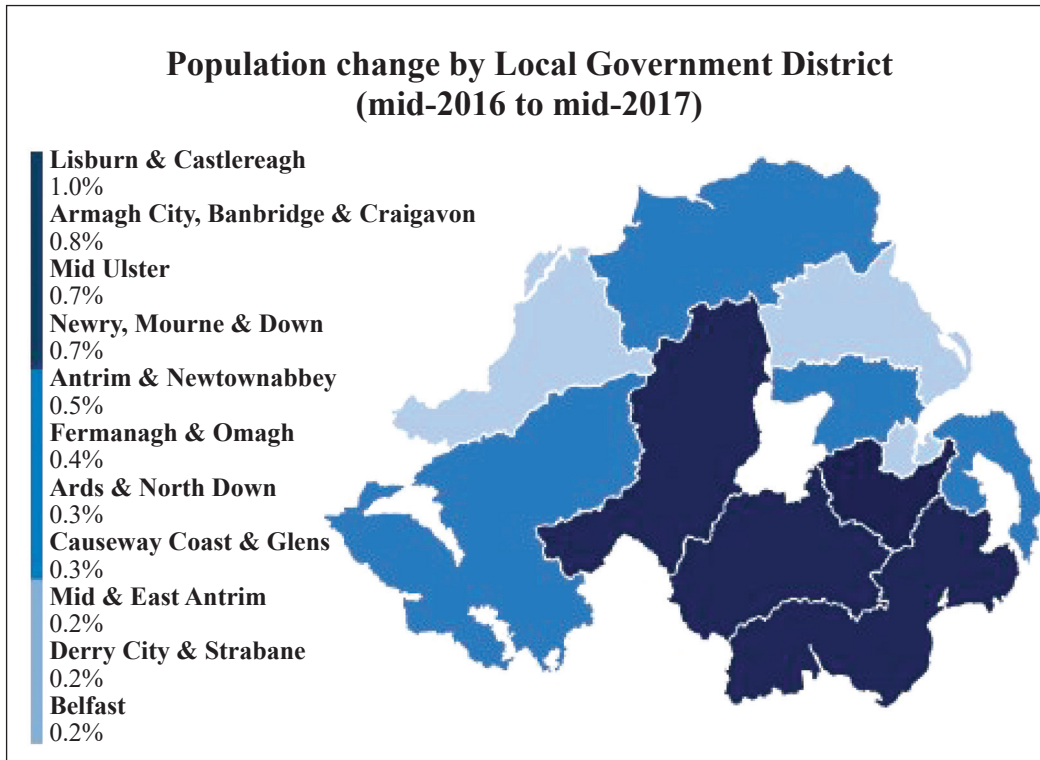 Population change by Local Government District
(mid-2016 to mid-2017)
Lisburn & Castlereagh
1.0%
Armagh City, Banbridge & Craigavon
0.8%
Mid Ulster
0.7%
Newry, Mourne & Down
0.7%
Antrim & Newtownabbey
0.5%
Fermanagh & Omagh
0.4%
Ards & North Down
0.3%
Causeway Coast & Glens
0.3%
Mid & East Antrim
0.2%
Derry City & Strabane
0.2%
Belfast
0.2%